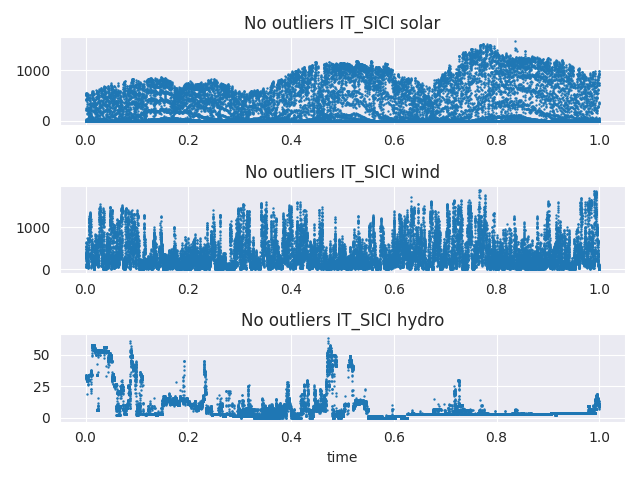 No outliers IT_SICI solar
1000
0
0.0 0.2 0.4 0.6 0.8 1.0
No outliers IT_SICI wind
1000
0
0.0 0.2 0.4 0.6 0.8 1.0
No outliers IT_SICI hydro
50
25
0
0.0 0.2 0.4 0.6 0.8 1.0
time